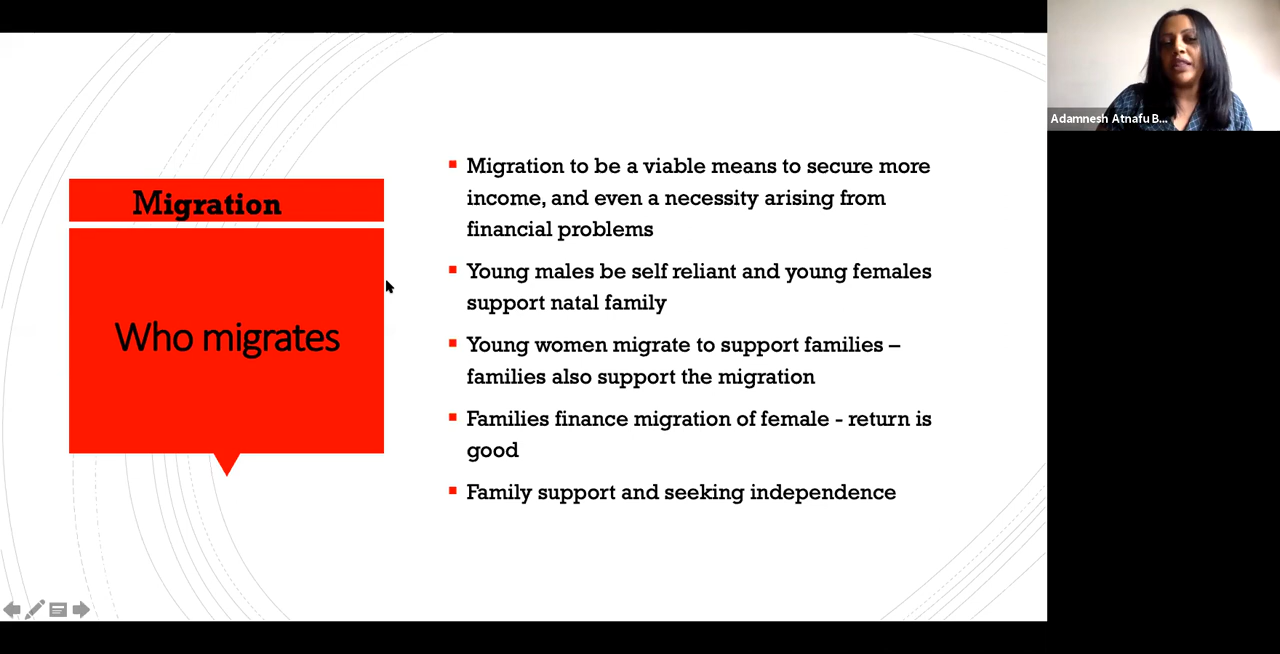 Migration
Who migrates
Migration to be a viable means to secure more
income, and even a necessity arising from
financial problems
Young males be self reliant and young females
support natal family
Young women migrate to support families –
families also support the migration
Families finance migration of female - return is
good
Family support and seeking independence
Adamnesh Atnafu B...